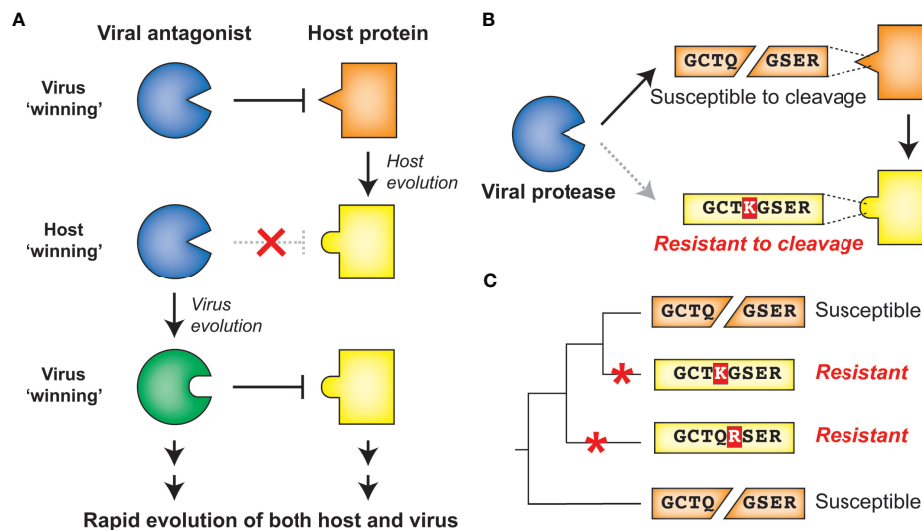 A
Viral antagonist
Host protein
Virus
'winning'
Host
evolution
Host
'winning'
Virus
evolution
Virus
'winning'
Rapid evolution of both host and virus
B
GCTQ GSER
Susceptible to cleavage
Viral protease
GCTKGSER
Resistant to cleavage
C
GCTQ GSER Susceptible
GCTKGSER Resistant
GCTQRSER Resistant
GCTQ GSER Susceptible